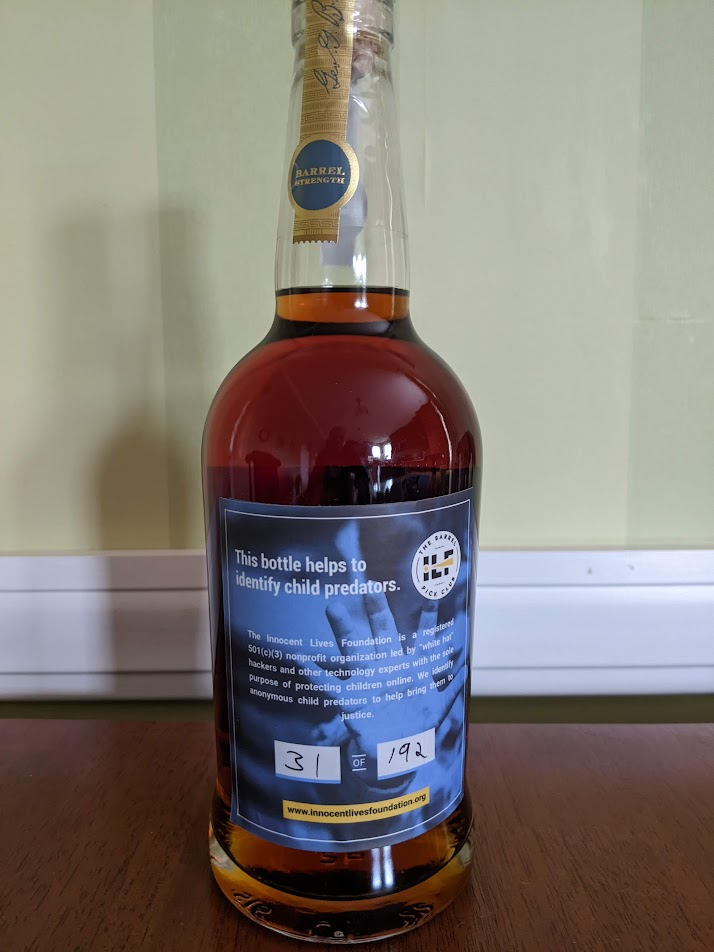 BARREL
STRENGTH
This bottle helps to
identify child predators.
THE BARREL
ILF
PICK CLUB
The Innocent Lives Foundation is a registered
501(c)(3) nonprofit organization led by "white hat"
hackers and other technology experts with the sole
purpose of protecting children online. We identify
anonymous child predators to help bring them to
justice.
31 OF 192
www.innocentlivesfoundation.org